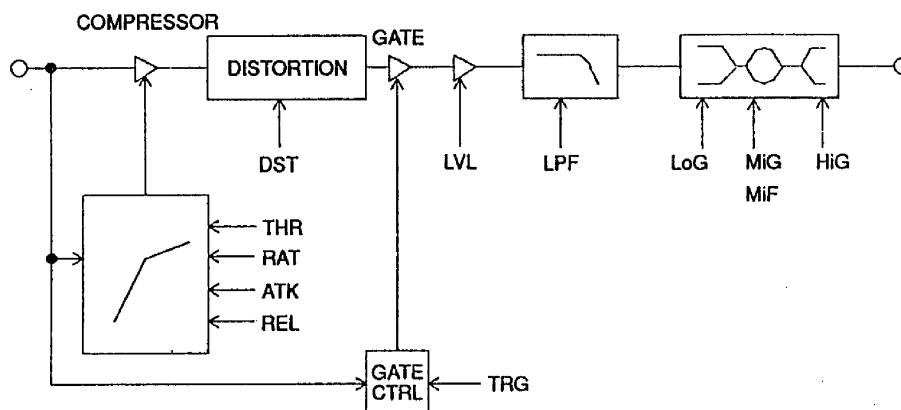 COMPRESSOR
GATE
DISTORTION
DST
LVL
LPF
LoG
MiG
HiG
MiF
THR
RAT
ATK
REL
GATE
CTRL
TRG